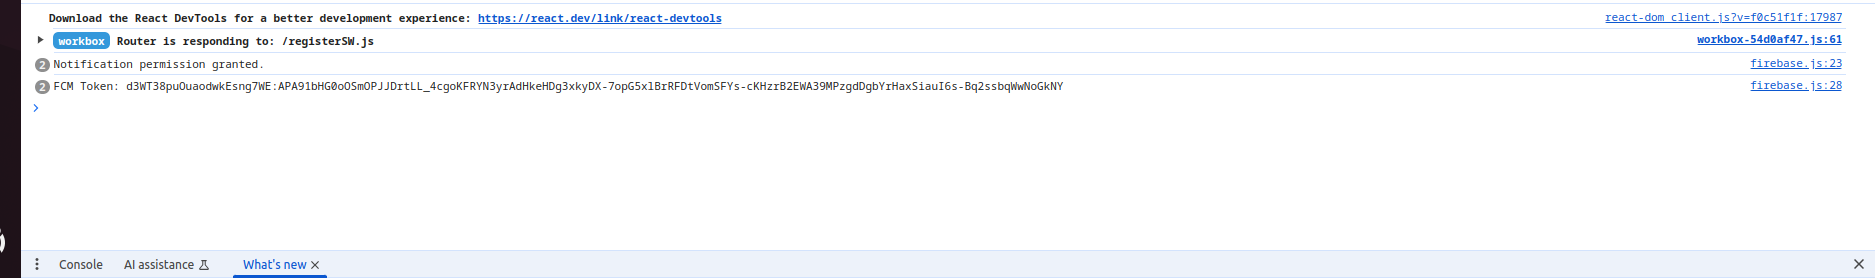 Download the React DevTools for a better development experience: https://react.dev/link/react-devtools react-dom_client.js?v=f0c51f1f:17987
workbox Router is responding to: /registerSW.js workbox-54d0af47.js:61
2 Notification permission granted. firebase.js:23
2 FCM Token: d3WT38puOuaodwkEsng7WE:APA91bHG0oOSmOPJJDrtLL_4cgoKFRYN3yrAdHkeHDg3xkyDX-7opG5xlBrRFDtVomSFYs-cKHzrB2EWA39MPzgdDgbYrHaxSiauI6s-Bq2ssbqWwNoGkNY firebase.js:28
Console AI assistance What's new